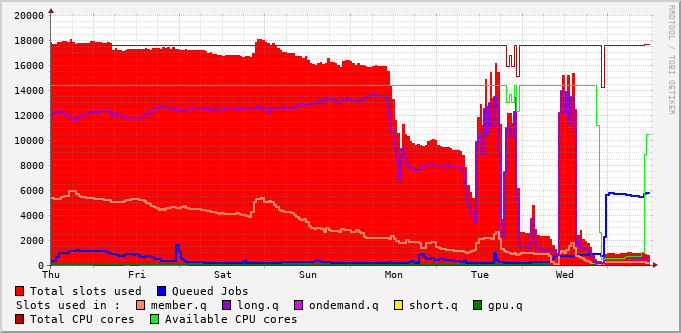 RRDTOOL / TOBI OETIKER
20000
18000
16000
14000
12000
10000
8000
6000
4000
2000
0
Thu Fri Sat Sun Mon Tue Wed
Total slots used Queued Jobs
Slots used in : member.q long.q ondemand.q short.q gpu.q
Total CPU cores Available CPU cores